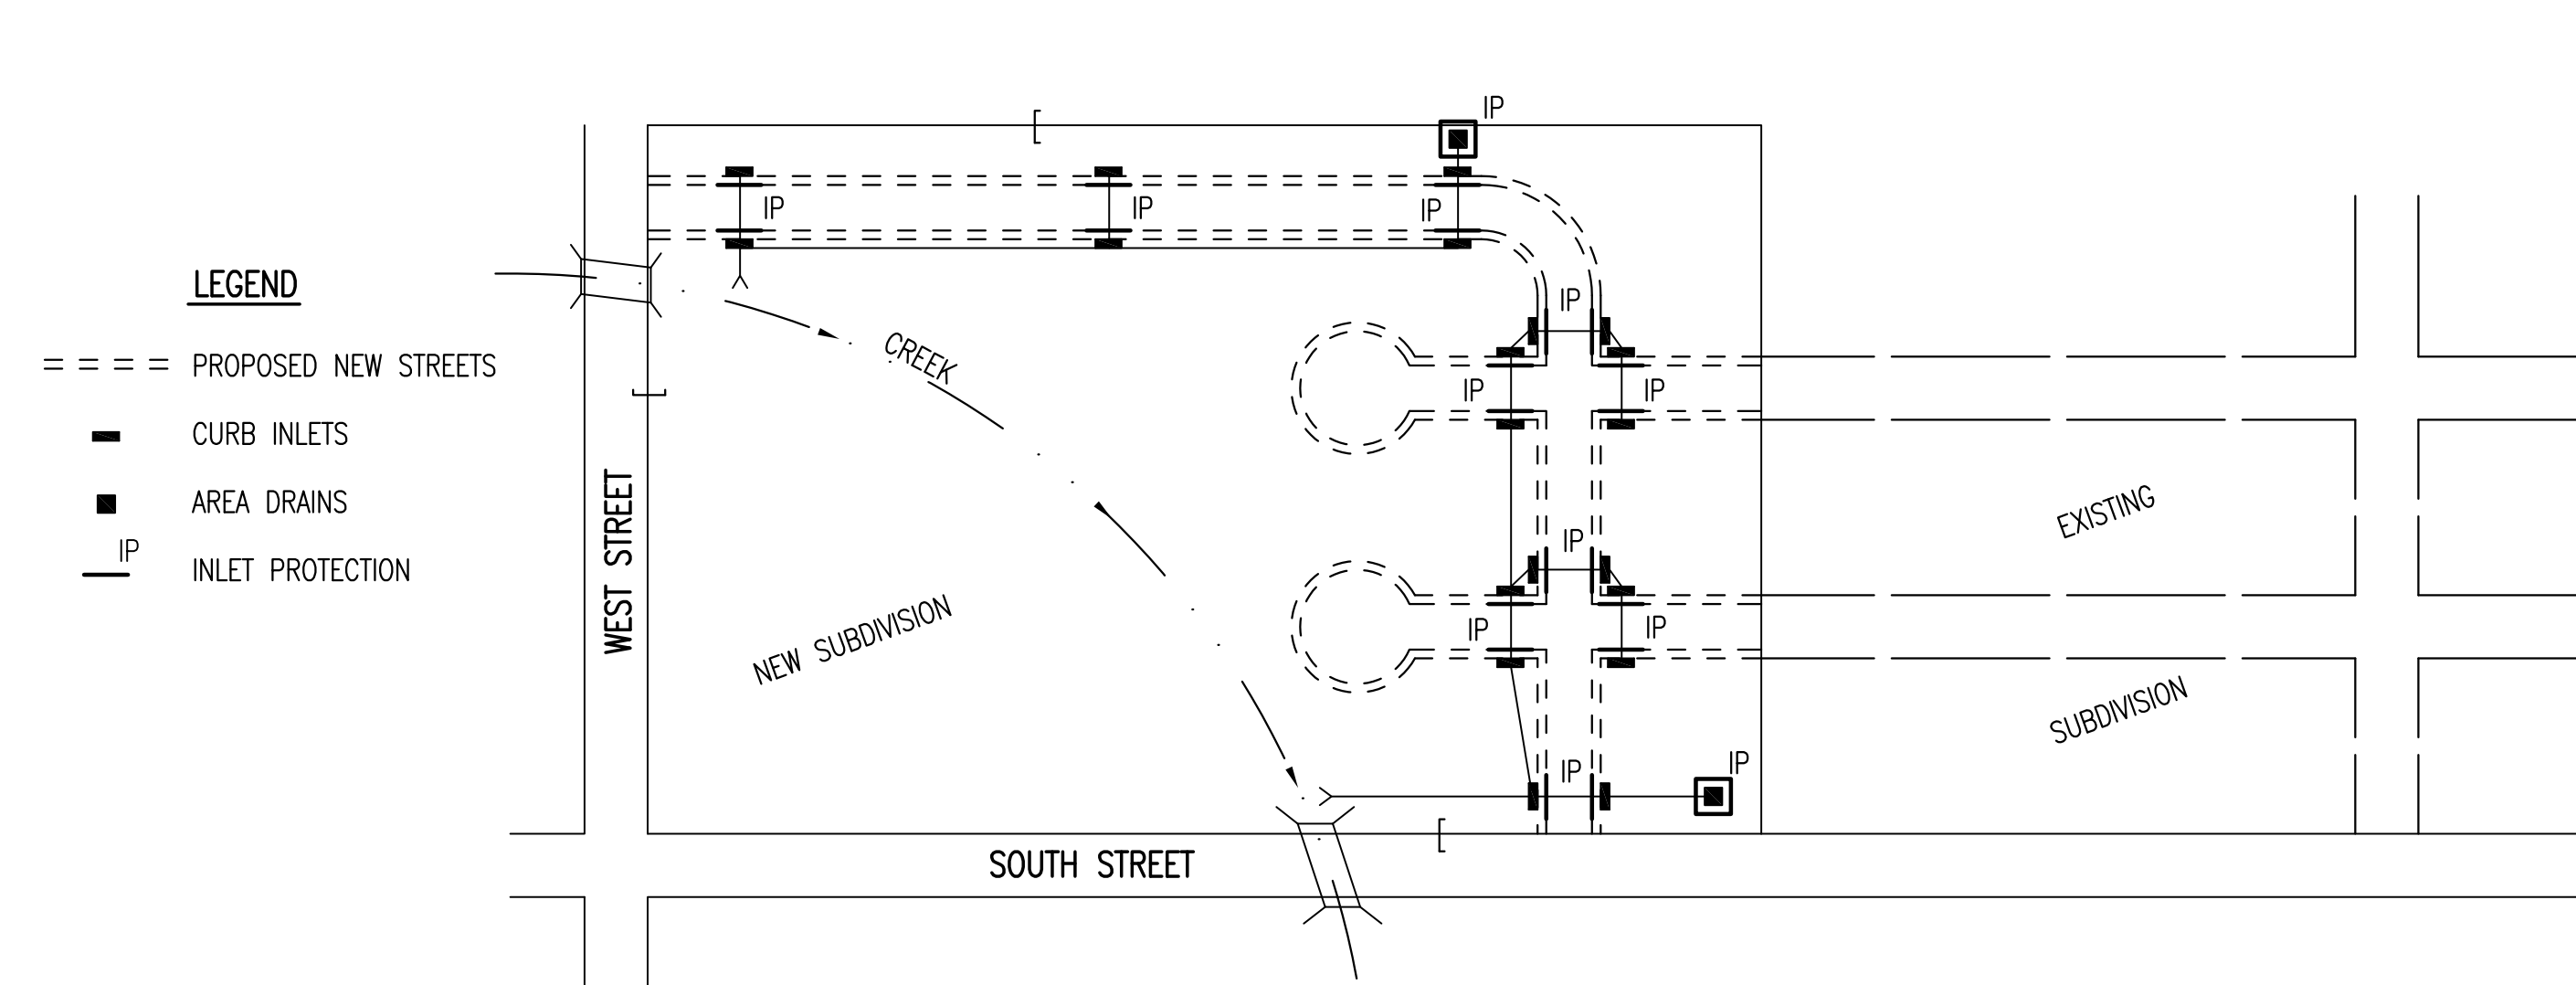 LEGEND
PROPOSED NEW STREETS
CURB INLETS
AREA DRAINS
IP
INLET PROTECTION
IP
IP
IP
IP
IP
CREEK
IP
IP
WEST STREET
EXISTING
IP
NEW SUBDIVISION
IP
IP
SUBDIVISION
IP
IP
SOUTH STREET